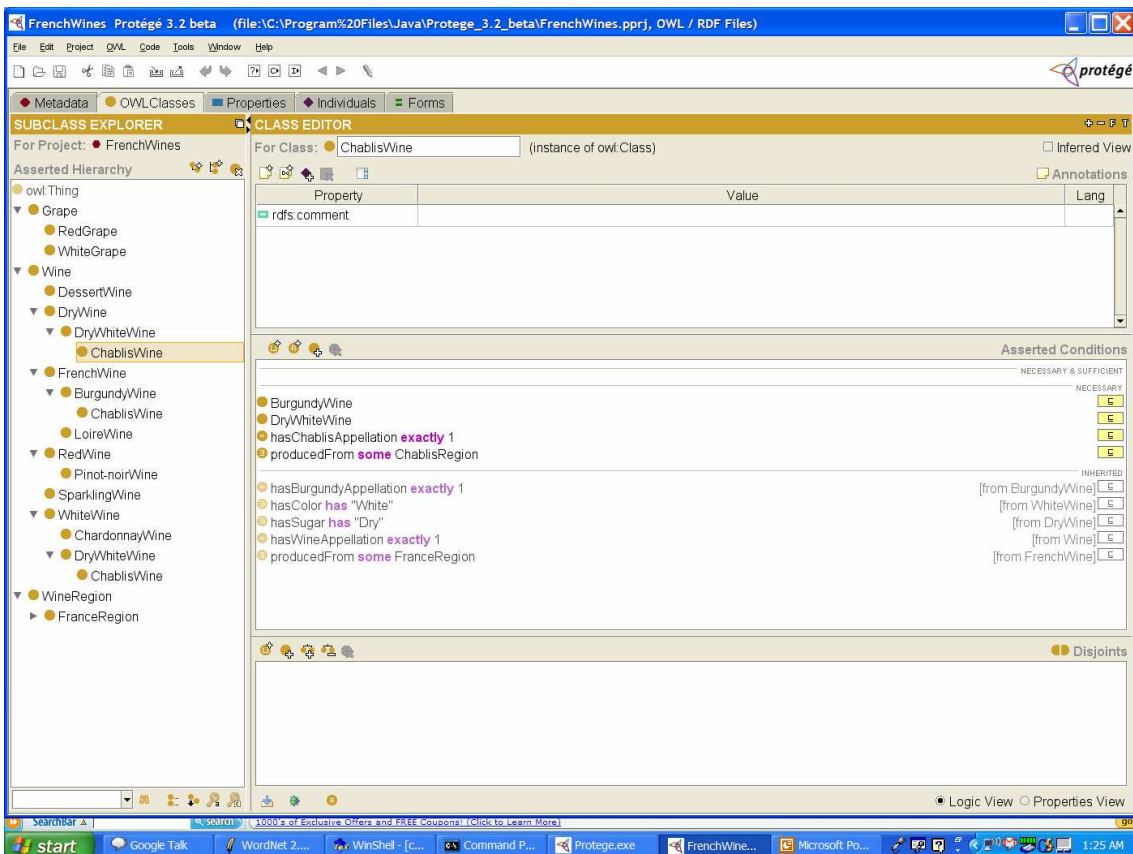 FrenchWines Protégé 3.2 beta (file:\C:\Program%20Files\Java\Protege_3.2_beta\FrenchWines.pprj, OWL / RDF Files)
File Edit Project OWL Code Tools Window Help
protégé
Metadata OWLClasses Properties Individuals Forms
SUBCLASS EXPLORER
For Project: FrenchWines
Asserted Hierarchy
owl:Thing
Grape
RedGrape
WhiteGrape
Wine
DessertWine
DryWine
DryWhiteWine
ChablisWine
FrenchWine
BurgundyWine
ChablisWine
LoireWine
RedWine
Pinot-noirWine
SparklingWine
WhiteWine
ChardonnayWine
DryWhiteWine
ChablisWine
WineRegion
FranceRegion
CLASS EDITOR
For Class: ChablisWine (instance of owl:Class) Inferred View
Annotations
Property Value Lang
rdfs:comment
Asserted Conditions
NECESSARY & SUFFICIENT
NECESSARY
BurgundyWine
DryWhiteWine
hasChablisAppellation exactly 1
producedFrom some ChablisRegion
INHERITED
hasBurgundyAppellation exactly 1 [from BurgundyWine]
hasColor has "White" [from WhiteWine]
hasSugar has "Dry" [from DryWine]
hasWineAppellation exactly 1 [from Wine]
producedFrom some FranceRegion [from FrenchWine]
Disjoints
Logic View Properties View
SearchBar Search 1000's of Exclusive Offers and FREE Coupons! (Click to Learn More) go
start Google Talk WordNet 2.... WinShell - [c... Command P... Protege.exe FrenchWine... Microsoft Po... 1:25 AM